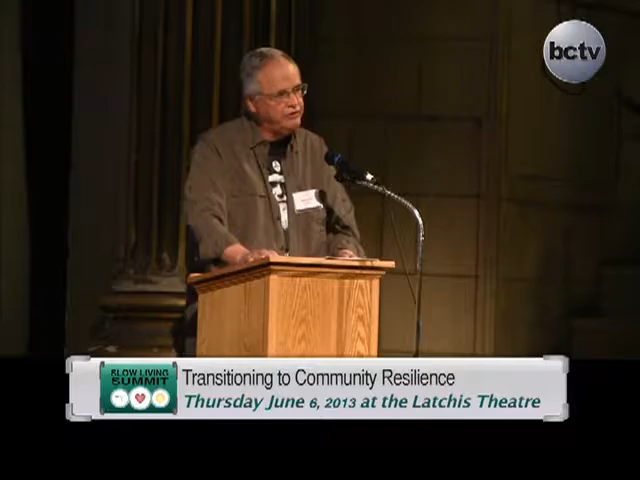 bctv
SLOW LIVING
SUMMIT
Transitioning to Community Resilience
Thursday June 6, 2013 at the Latchis Theatre